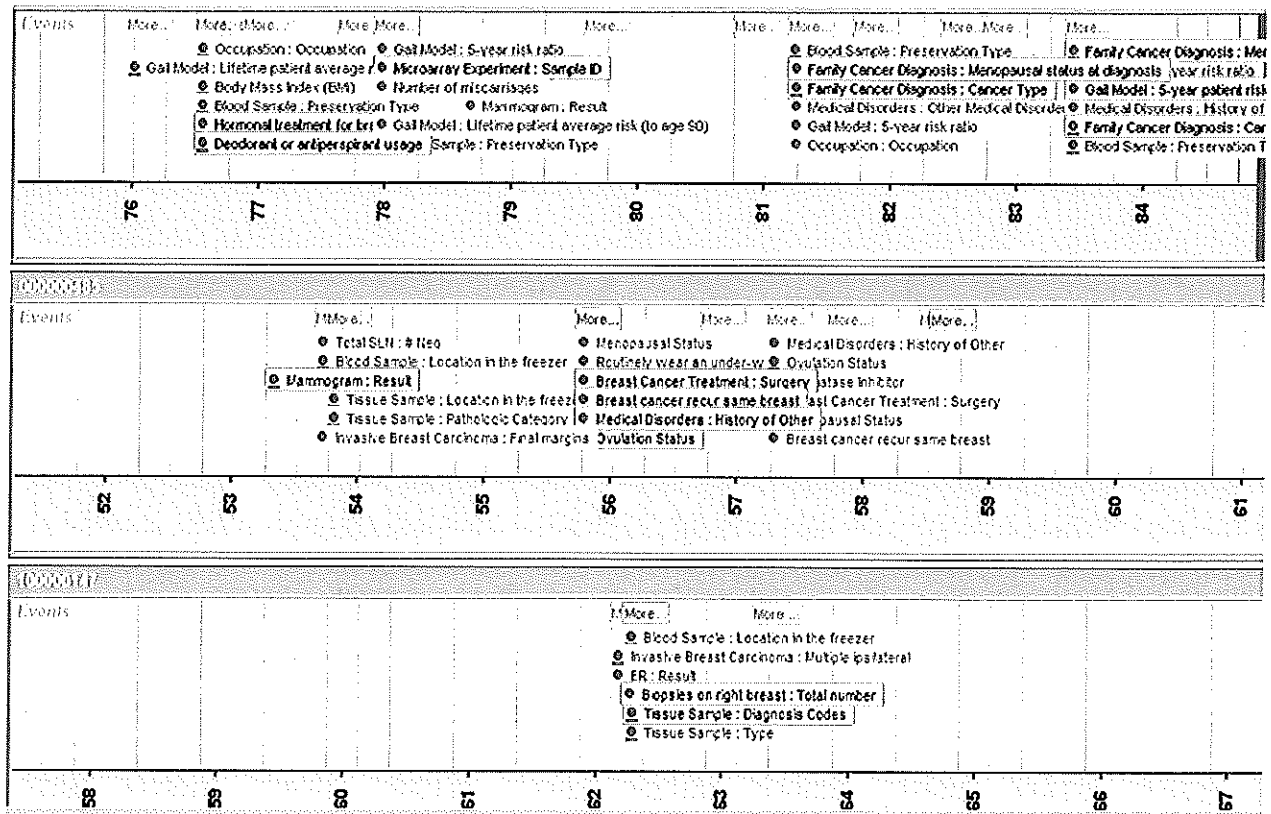 Events More... More... More... More... More... More... More... More... More... More... More... More...
Occupation : Occupation Gail Model : 5-year risk ratio Blood Sample : Preservation Type Family Cancer Diagnosis : Mer
Gail Model : Lifetime patient average r Microarray Experiment : Sample ID Family Cancer Diagnosis : Menopausal status at diagnosis year risk ratio
Body Mass Index (BMI) Number of miscarriages Family Cancer Diagnosis : Cancer Type Gail Model : 5-year patient risk
Blood Sample : Preservation Type Mammogram : Result Medical Disorders : Other Medical Disorde Medical Disorders : History of
Hormonal treatment for bre Gail Model : Lifetime patient average risk (to age 90) Gail Model : 5-year risk ratio Family Cancer Diagnosis : Can
Deodorant or antiperspirant usage Sample : Preservation Type Occupation : Occupation Blood Sample : Preservation T
76 77 78 79 80 81 82 83 84
Events More... More... More... More... More... More...
Total SLN : # Neg Menopausal Status Medical Disorders : History of Other
Blood Sample : Location in the freezer Routinely wear an under-w Ovulation Status
Mammogram : Result Breast Cancer Treatment : Surgery atase Inhibitor
Tissue Sample : Location in the freez Breast cancer recur same breast ast Cancer Treatment : Surgery
Tissue Sample : Pathologic Category Medical Disorders : History of Other pausal Status
Invasive Breast Carcinoma : Final margins Ovulation Status Breast cancer recur same breast
52 53 54 55 56 57 58 59 60 61
Events More... More...
Blood Sample : Location in the freezer
Invasive Breast Carcinoma : Multiple ipsilateral
ER : Result
Biopsies on right breast : Total number
Tissue Sample : Diagnosis Codes
Tissue Sample : Type
58 59 60 61 62 63 64 65 66 67